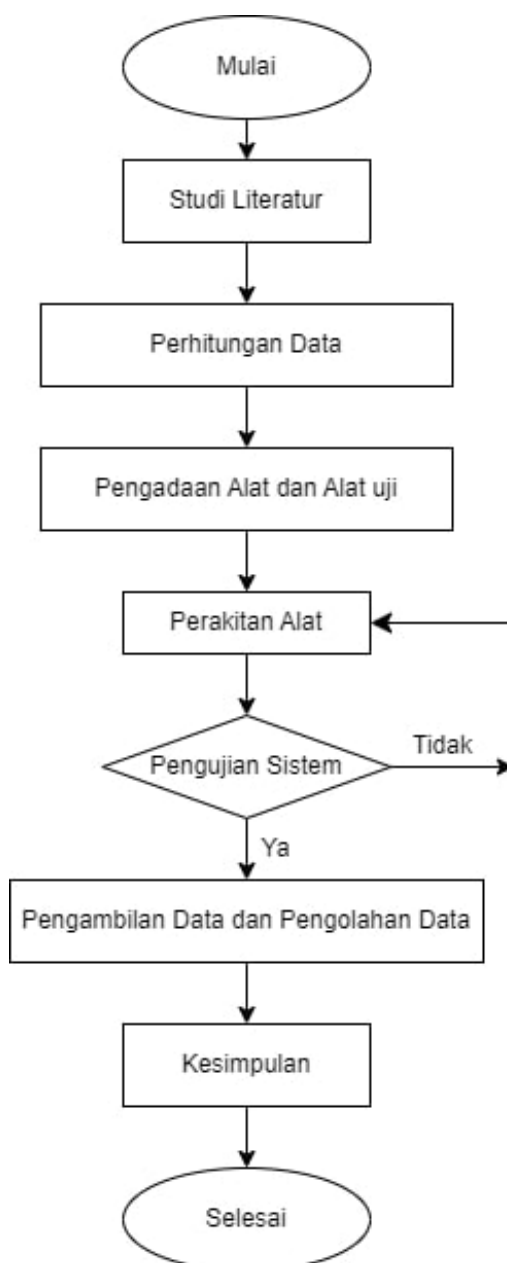 Mulai
Studi Literatur
Perhitungan Data
Pengadaan Alat dan Alat uji
Perakitan Alat
Pengujian Sistem
Tidak
Ya
Pengambilan Data dan Pengolahan Data
Kesimpulan
Selesai